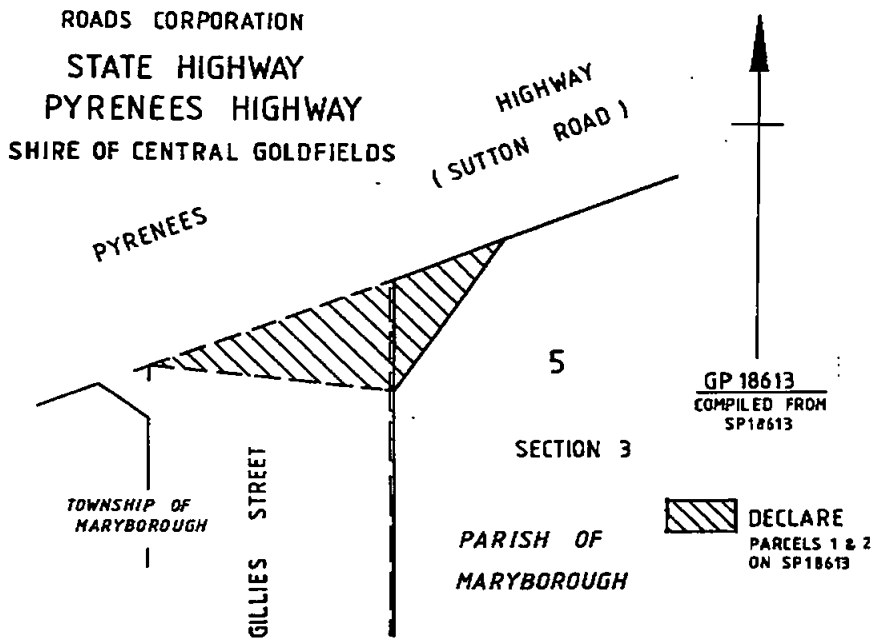 ROADS CORPORATION
STATE HIGHWAY
PYRENEES HIGHWAY
SHIRE OF CENTRAL GOLDFIELDS
PYRENEES HIGHWAY
(SUTTON ROAD)
5
SECTION 3
GP 18613
COMPILED FROM
SP18613
TOWNSHIP OF
MARYBOROUGH
GILLIES STREET
PARISH OF
MARYBOROUGH
DECLARE
PARCELS 1 & 2
ON SP18613